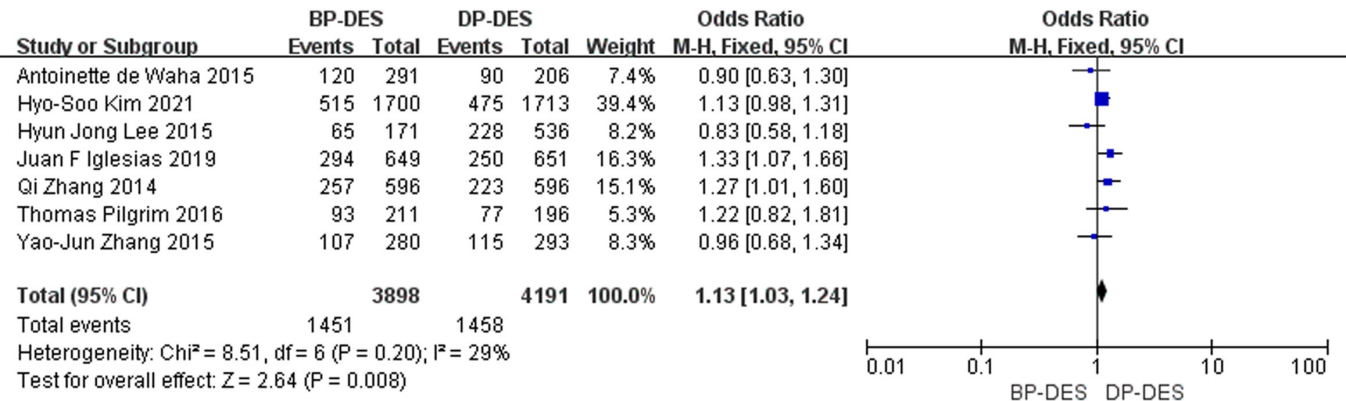 BP-DES DP-DES Odds Ratio Odds Ratio
Study or Subgroup Events Total Events Total Weight M-H, Fixed, 95% CI M-H, Fixed, 95% CI
Antoinette de Waha 2015 120 291 90 206 7.4% 0.90 [0.63, 1.30]
Hyo-Soo Kim 2021 515 1700 475 1713 39.4% 1.13 [0.98, 1.31]
Hyun Jong Lee 2015 65 171 228 536 8.2% 0.83 [0.58, 1.18]
Juan F Iglesias 2019 294 649 250 651 16.3% 1.33 [1.07, 1.66]
Qi Zhang 2014 257 596 223 596 15.1% 1.27 [1.01, 1.60]
Thomas Pilgrim 2016 93 211 77 196 5.3% 1.22 [0.82, 1.81]
Yao-Jun Zhang 2015 107 280 115 293 8.3% 0.96 [0.68, 1.34]
Total (95% CI) 3898 4191 100.0% 1.13 [1.03, 1.24]
Total events 1451 1458
Heterogeneity: Chi² = 8.51, df = 6 (P = 0.20); I² = 29%
Test for overall effect: Z = 2.64 (P = 0.008)
0.01 0.1 1 10 100
BP-DES DP-DES